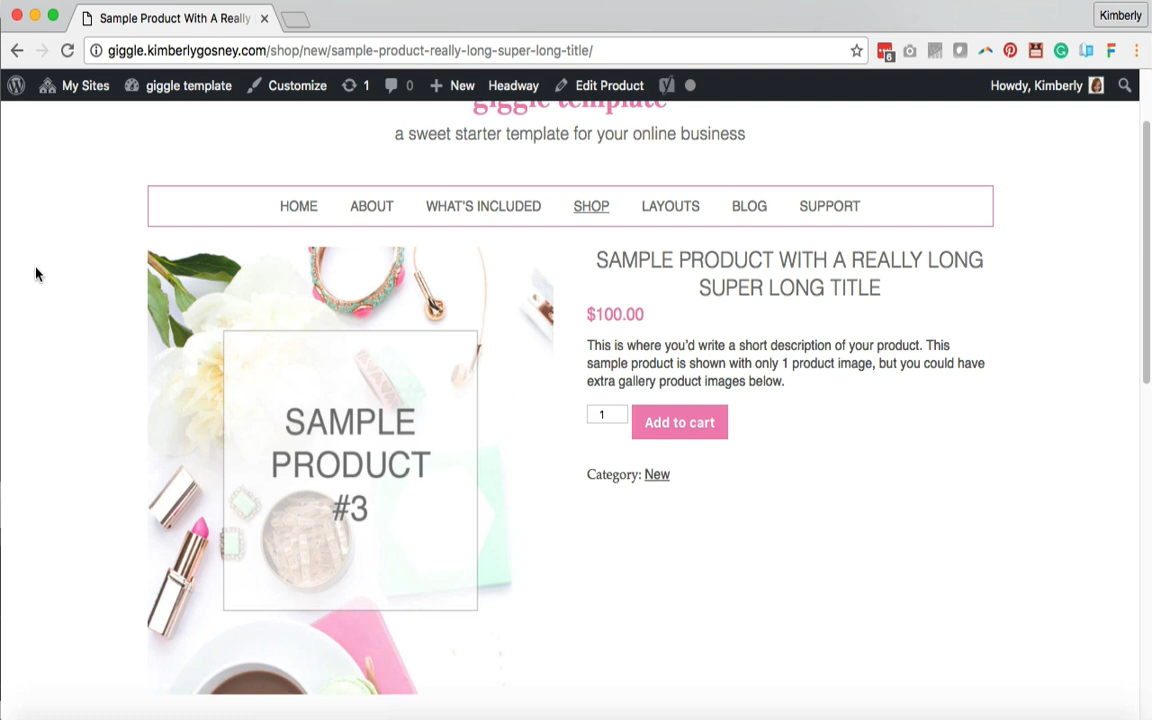 Sample Product With A Really
Kimberly
giggle.kimberlygosney.com/shop/new/sample-product-really-long-super-long-title/
6
My Sites giggle template Customize 1 0 New Headway Edit Product Howdy, Kimberly
giggle template
a sweet starter template for your online business
HOME ABOUT WHAT'S INCLUDED SHOP LAYOUTS BLOG SUPPORT
SAMPLE PRODUCT #3
SAMPLE PRODUCT WITH A REALLY LONG
SUPER LONG TITLE
$100.00
This is where you'd write a short description of your product. This
sample product is shown with only 1 product image, but you could have
extra gallery product images below.
1 Add to cart
Category: New